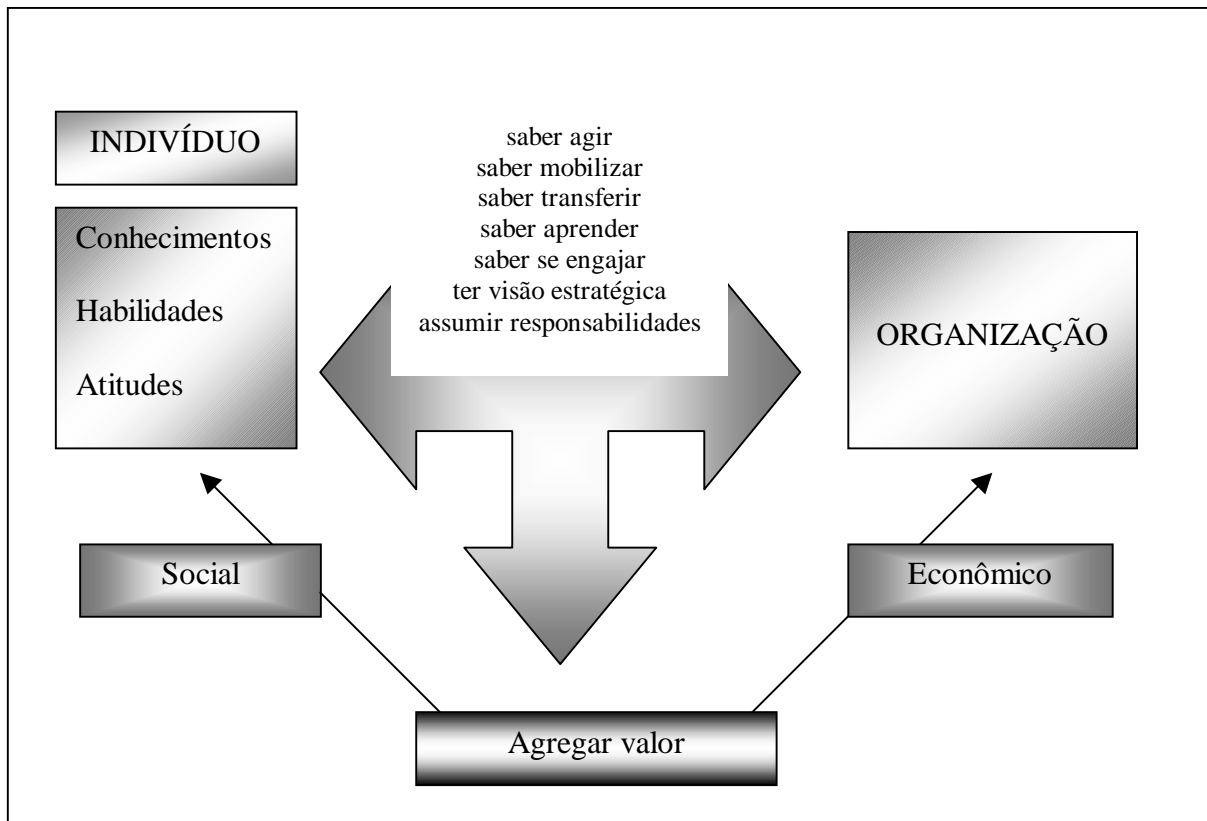 INDIVÍDUO
Conhecimentos
Habilidades
Atitudes
saber agir
saber mobilizar
saber transferir
saber aprender
saber se engajar
ter visão estratégica
assumir responsabilidades
ORGANIZAÇÃO
Social
Econômico
Agregar valor